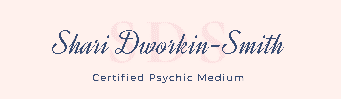 SDS
Shari Dworkin-Smith
Certified Psychic Medium